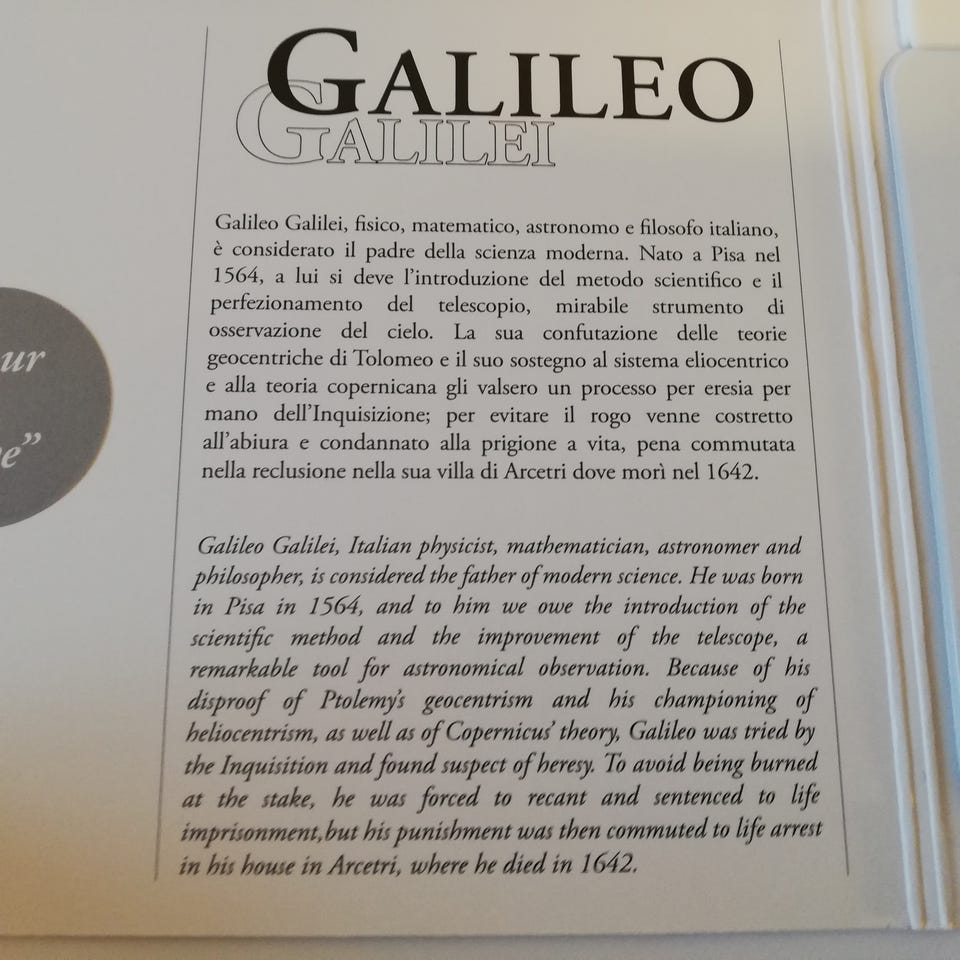 GALILEO
GALILEI
Galileo Galilei, fisico, matematico, astronomo e filosofo italiano,
è considerato il padre della scienza moderna. Nato a Pisa nel
1564, a lui si deve l'introduzione del metodo scientifico e il
perfezionamento del telescopio, mirabile strumento di
osservazione del cielo. La sua confutazione delle teorie
geocentriche di Tolomeo e il suo sostegno al sistema eliocentrico
e alla teoria copernicana gli valsero un processo per eresia per
mano dell'Inquisizione; per evitare il rogo venne costretto
all'abiura e condannato alla prigione a vita, pena commutata
nella reclusione nella sua villa di Arcetri dove morì nel 1642.
Galileo Galilei, Italian physicist, mathematician, astronomer and
philosopher, is considered the father of modern science. He was born
in Pisa in 1564, and to him we owe the introduction of the
scientific method and the improvement of the telescope, a
remarkable tool for astronomical observation. Because of his
disproof of Ptolemy's geocentrism and his championing of
heliocentrism, as well as of Copernicus' theory, Galileo was tried by
the Inquisition and found suspect of heresy. To avoid being burned
at the stake, he was forced to recant and sentenced to life
imprisonment,but his punishment was then commuted to life arrest
in his house in Arcetri, where he died in 1642.